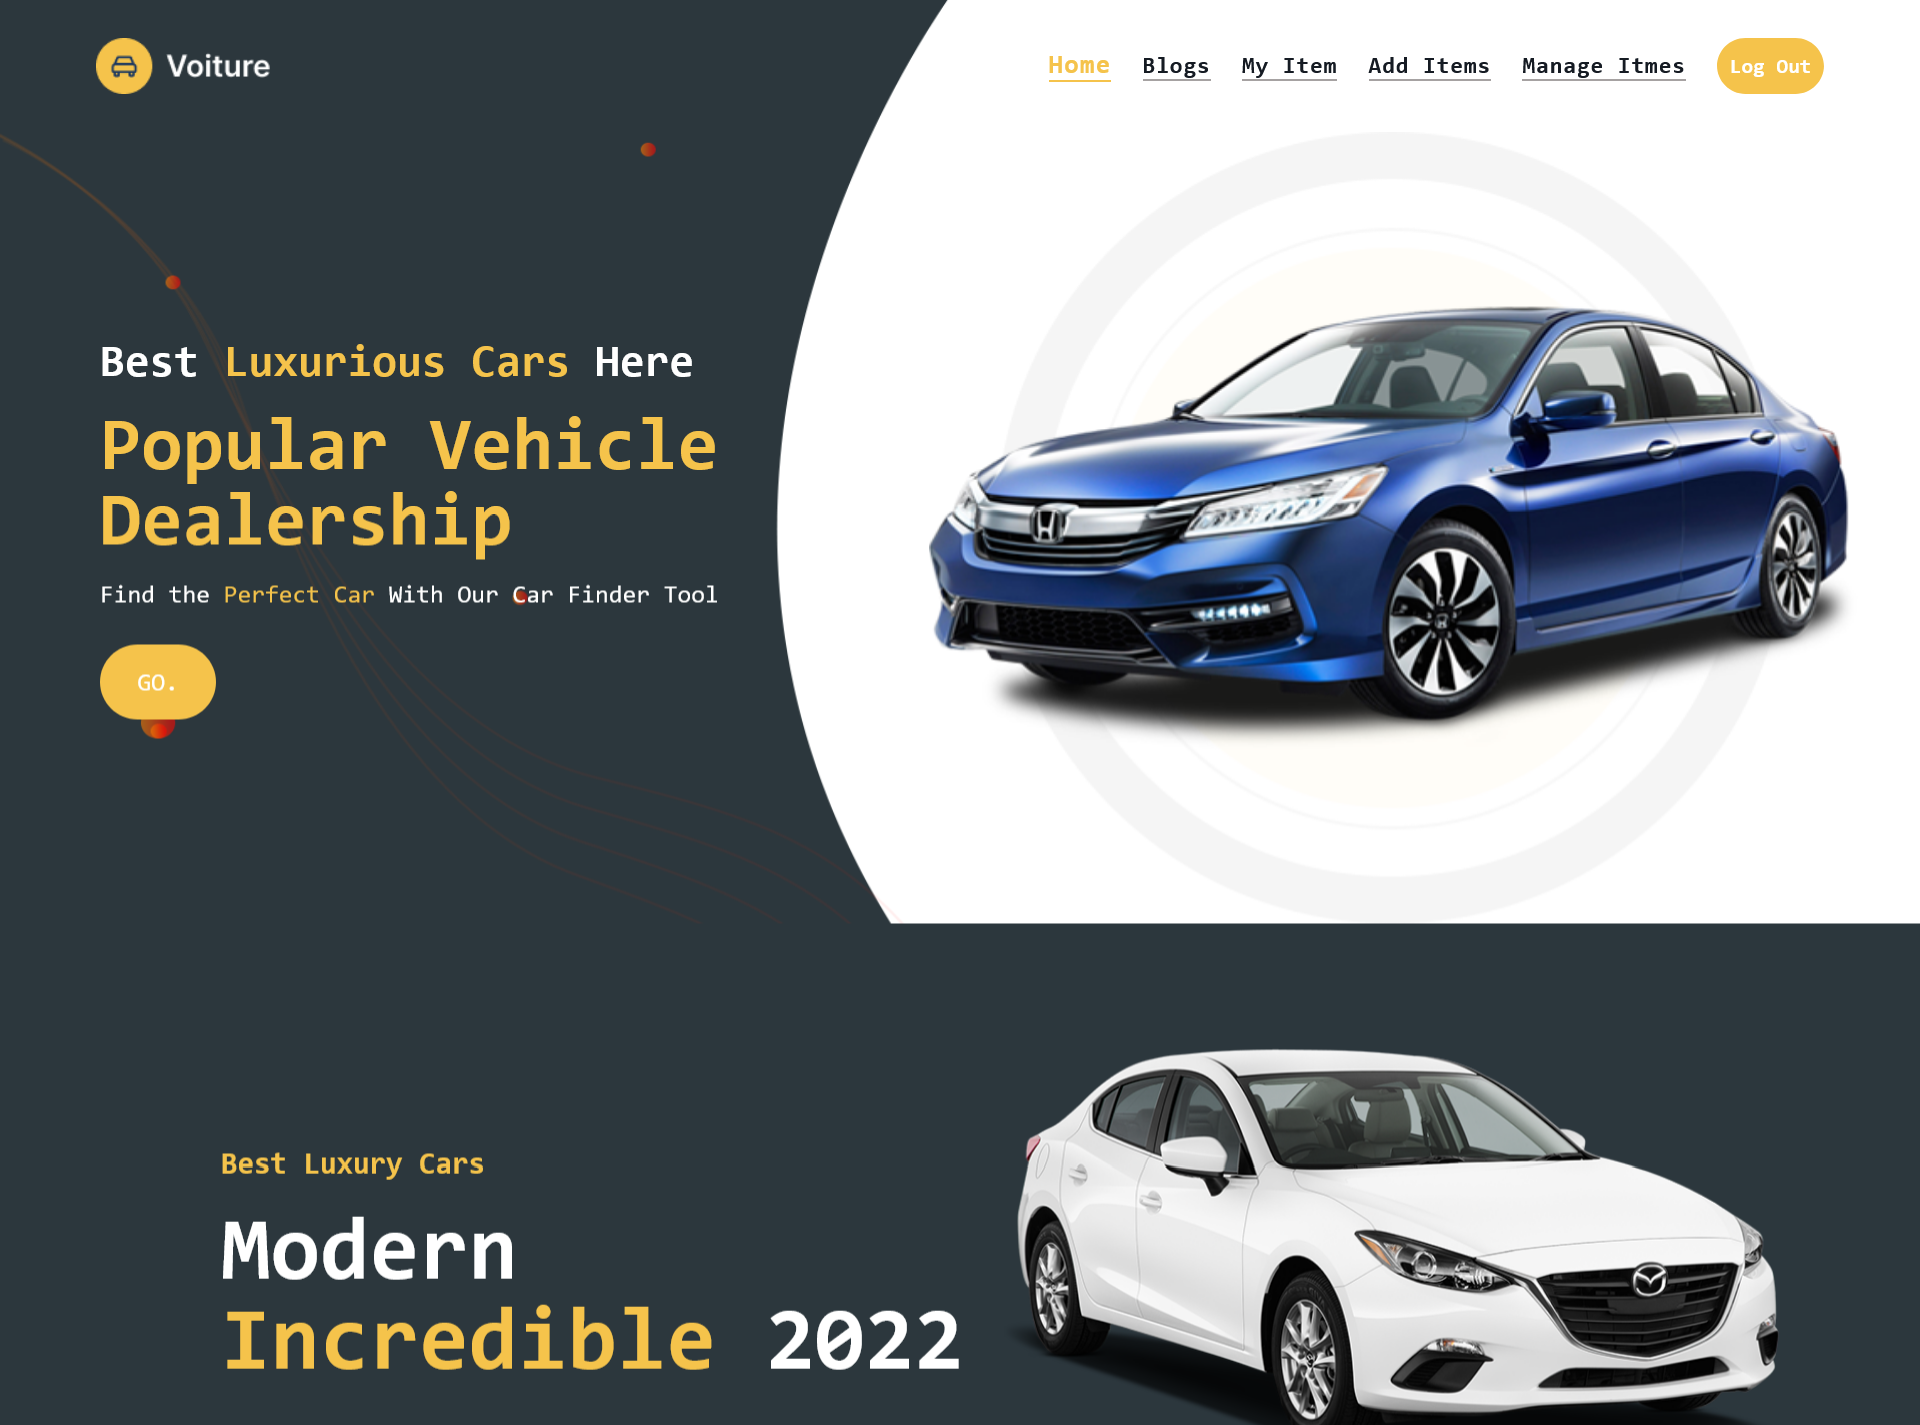 Voiture
Home Blogs My Item Add Items Manage Itmes Log Out
Best Luxurious Cars Here
Popular Vehicle
Dealership
Find the Perfect Car With Our Car Finder Tool
GO.
Best Luxury Cars
Modern
Incredible 2022